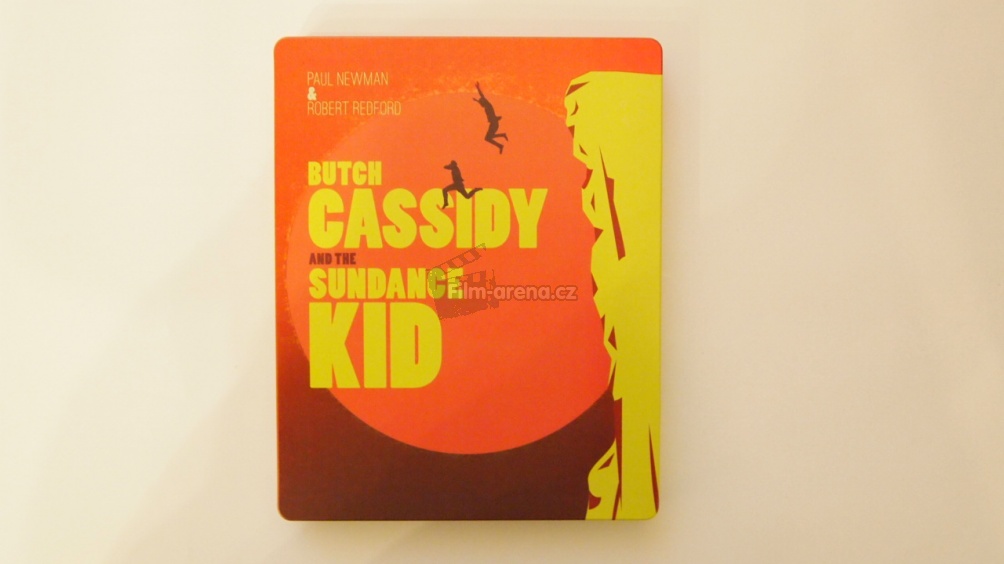 PAUL NEWMAN
&
ROBERT REDFORD
BUTCH
CASSIDY
AND THE
SUNDANCE
KID
film-arena.cz